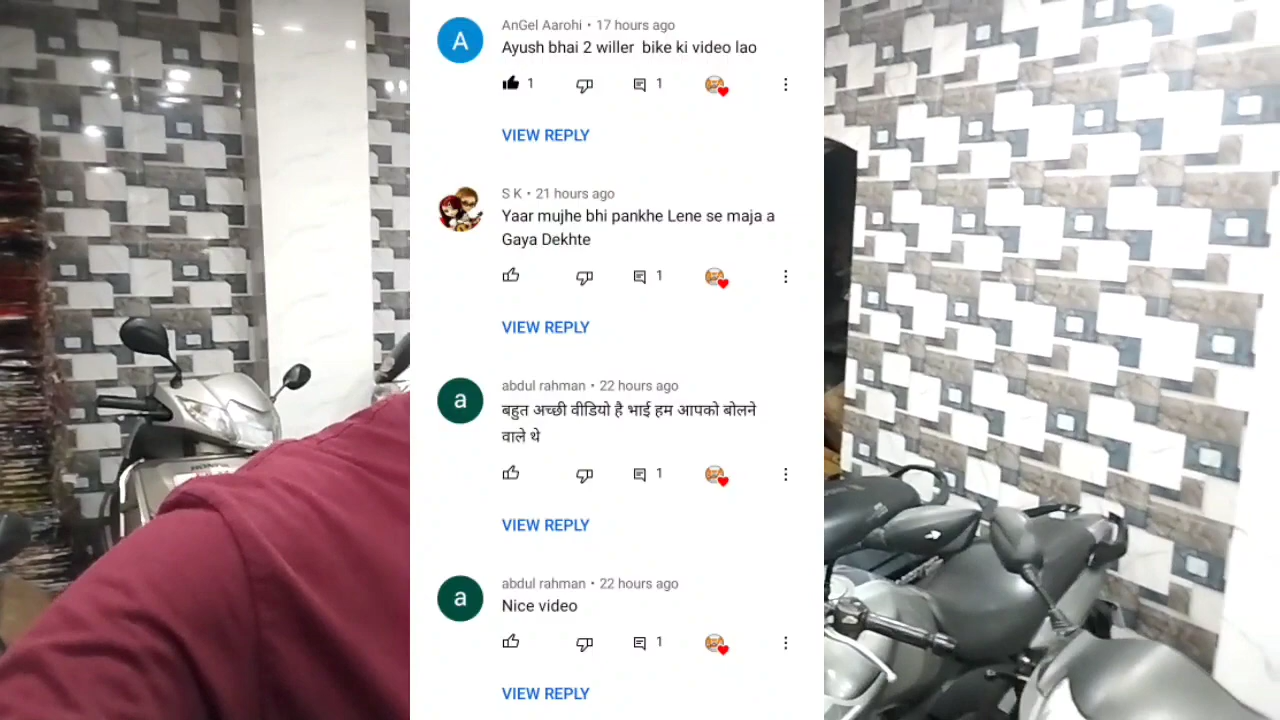 AnGel Aarohi • 17 hours ago
A
Ayush bhai 2 willer bike ki video lao
1
1
VIEW REPLY
S K • 21 hours ago
Yaar mujhe bhi pankhe Lene se maja a
Gaya Dekhte
1
VIEW REPLY
abdul rahman • 22 hours ago
a
बहुत अच्छी वीडियो है भाई हम आपको बोलने
वाले थे
1
VIEW REPLY
abdul rahman • 22 hours ago
a
Nice video
1
VIEW REPLY
HONDA